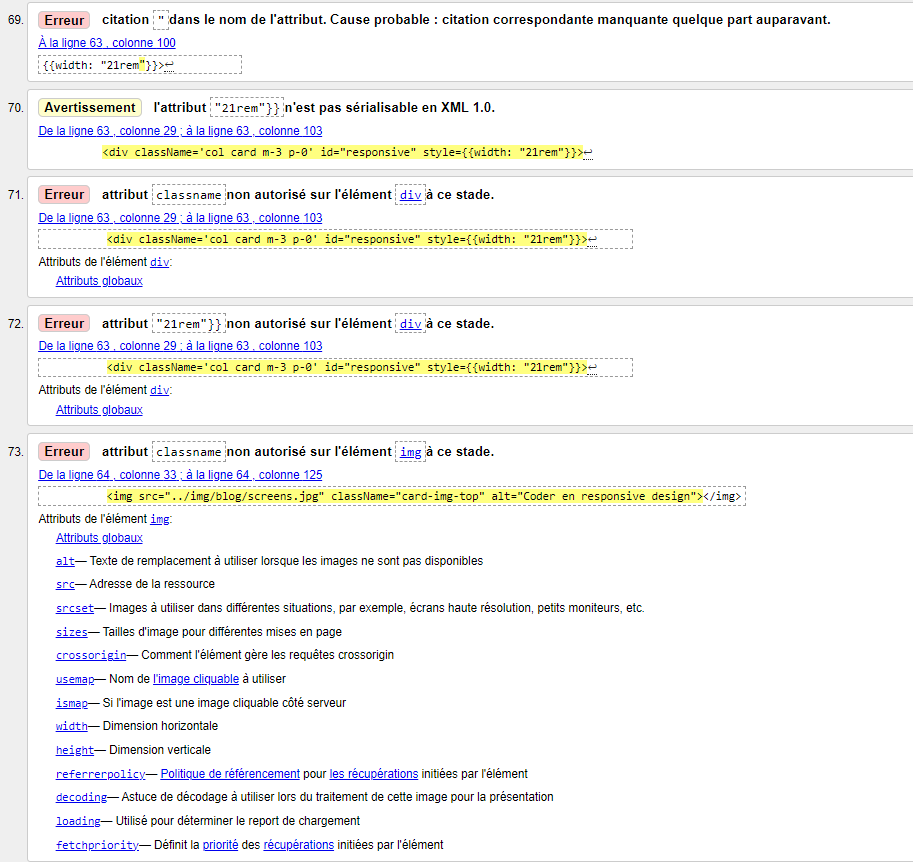 69. Erreur citation " dans le nom de l'attribut. Cause probable : citation correspondante manquante quelque part auparavant.
À la ligne 63 , colonne 100
{{width: "21rem"}}>↩
70. Avertissement l'attribut "21rem"}} n'est pas sérialisable en XML 1.0.
De la ligne 63 , colonne 29 ; à la ligne 63 , colonne 103
<div className='col card m-3 p-0' id="responsive" style={{width: "21rem"}}>↩
71. Erreur attribut classname non autorisé sur l'élément div à ce stade.
De la ligne 63 , colonne 29 ; à la ligne 63 , colonne 103
<div className='col card m-3 p-0' id="responsive" style={{width: "21rem"}}>↩
Attributs de l'élément div:
Attributs globaux
72. Erreur attribut "21rem"}} non autorisé sur l'élément div à ce stade.
De la ligne 63 , colonne 29 ; à la ligne 63 , colonne 103
<div className='col card m-3 p-0' id="responsive" style={{width: "21rem"}}>↩
Attributs de l'élément div:
Attributs globaux
73. Erreur attribut classname non autorisé sur l'élément img à ce stade.
De la ligne 64 , colonne 33 ; à la ligne 64 , colonne 125
<img src="../img/blog/screens.jpg" className="card-img-top" alt="Coder en responsive design"></img>
Attributs de l'élément img:
Attributs globaux
alt— Texte de remplacement à utiliser lorsque les images ne sont pas disponibles
src— Adresse de la ressource
srcset— Images à utiliser dans différentes situations, par exemple, écrans haute résolution, petits moniteurs, etc.
sizes— Tailles d'image pour différentes mises en page
crossorigin— Comment l'élément gère les requêtes crossorigin
usemap— Nom de l'image cliquable à utiliser
ismap— Si l'image est une image cliquable côté serveur
width— Dimension horizontale
height— Dimension verticale
referrerpolicy— Politique de référencement pour les récupérations initiées par l'élément
decoding— Astuce de décodage à utiliser lors du traitement de cette image pour la présentation
loading— Utilisé pour déterminer le report de chargement
fetchpriority— Définit la priorité des récupérations initiées par l'élément